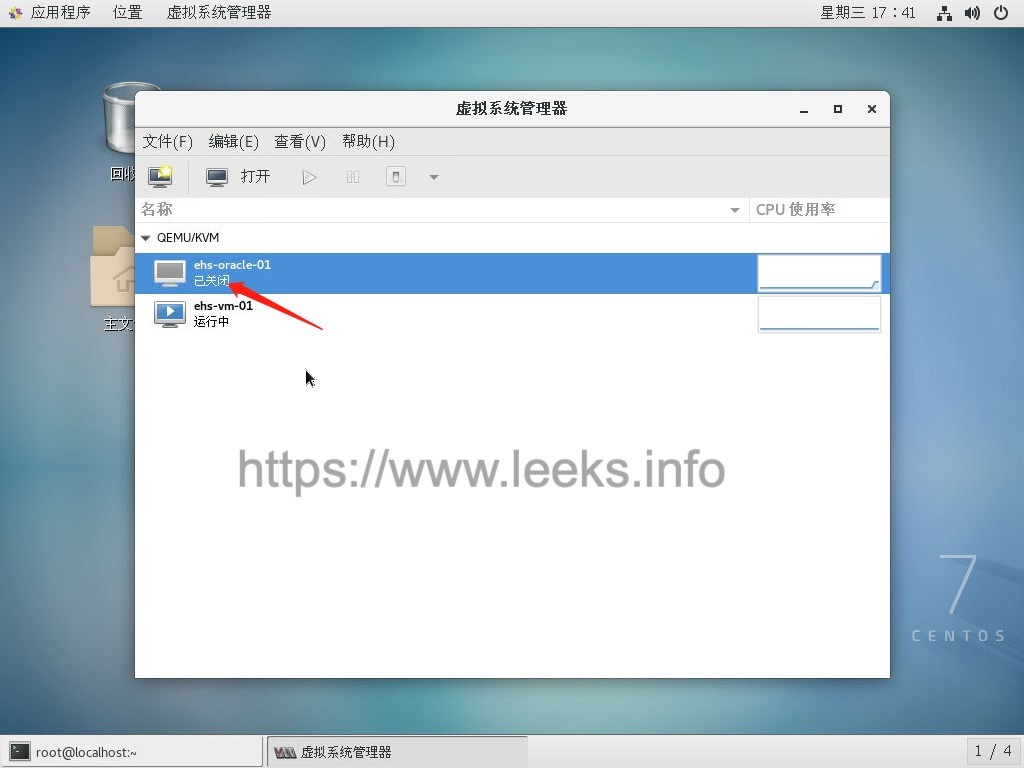 应用程序 位置 虚拟系统管理器 星期三 17：41
虚拟系统管理器
文件(F) 编辑(E) 查看(V) 帮助(H)
打开
名称 CPU 使用率
QEMU/KVM
ehs-oracle-01
已关闭
ehs-vm-01
运行中
回收
主文
https://www.leeks.info
7
CENTOS
root@localhost:~ 虚拟系统管理器 1 / 4